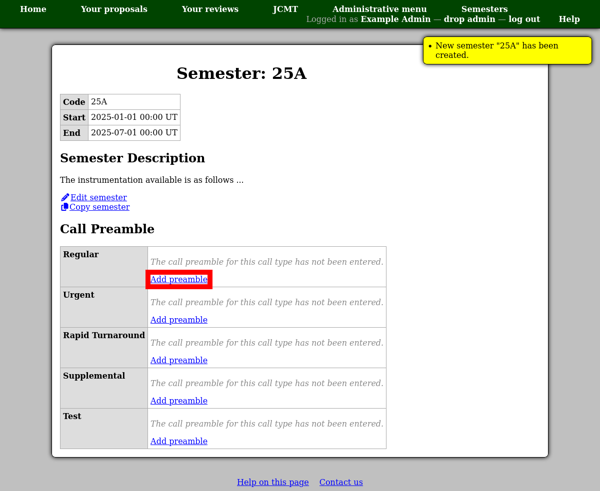 Home Your proposals Your reviews JCMT Administrative menu Semesters
Logged in as Example Admin — drop admin — log out Help
New semester "25A" has been
created.
Semester: 25A
Code 25A
Start 2025-01-01 00:00 UT
End 2025-07-01 00:00 UT
Semester Description
The instrumentation available is as follows ...
Edit semester
Copy semester
Call Preamble
Regular
The call preamble for this call type has not been entered.
Add preamble
Urgent
The call preamble for this call type has not been entered.
Add preamble
Rapid Turnaround
The call preamble for this call type has not been entered.
Add preamble
Supplemental
The call preamble for this call type has not been entered.
Add preamble
Test
The call preamble for this call type has not been entered.
Add preamble
Help on this page Contact us